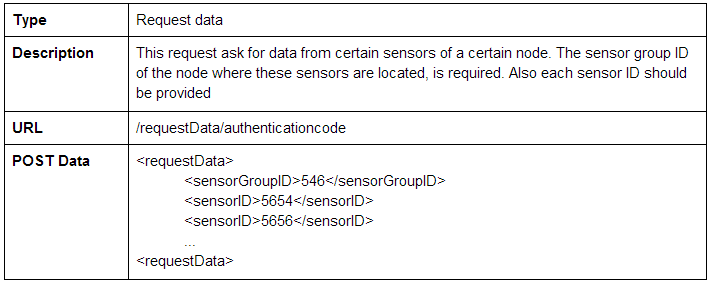 Type Request data
Description This request ask for data from certain sensors of a certain node. The sensor group ID
of the node where these sensors are located, is required. Also each sensor ID should
be provided
URL /requestData/authenticationcode
POST Data <requestData>
<sensorGroupID>546</sensorGroupID>
<sensorID>5654</sensorID>
<sensorID>5656</sensorID>
...
<requestData>